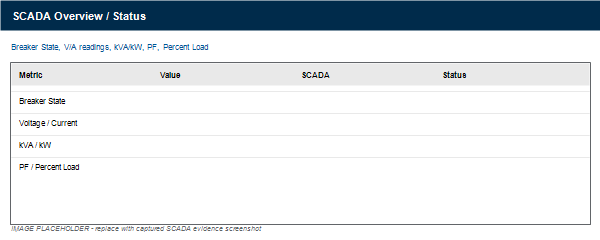 SCADA Overview / Status
Breaker State, V/A readings, kVA/kW, PF, Percent Load
Metric Value SCADA Status
Breaker State
Voltage / Current
kVA / kW
PF / Percent Load
IMAGE PLACEHOLDER - replace with captured SCADA evidence screenshot